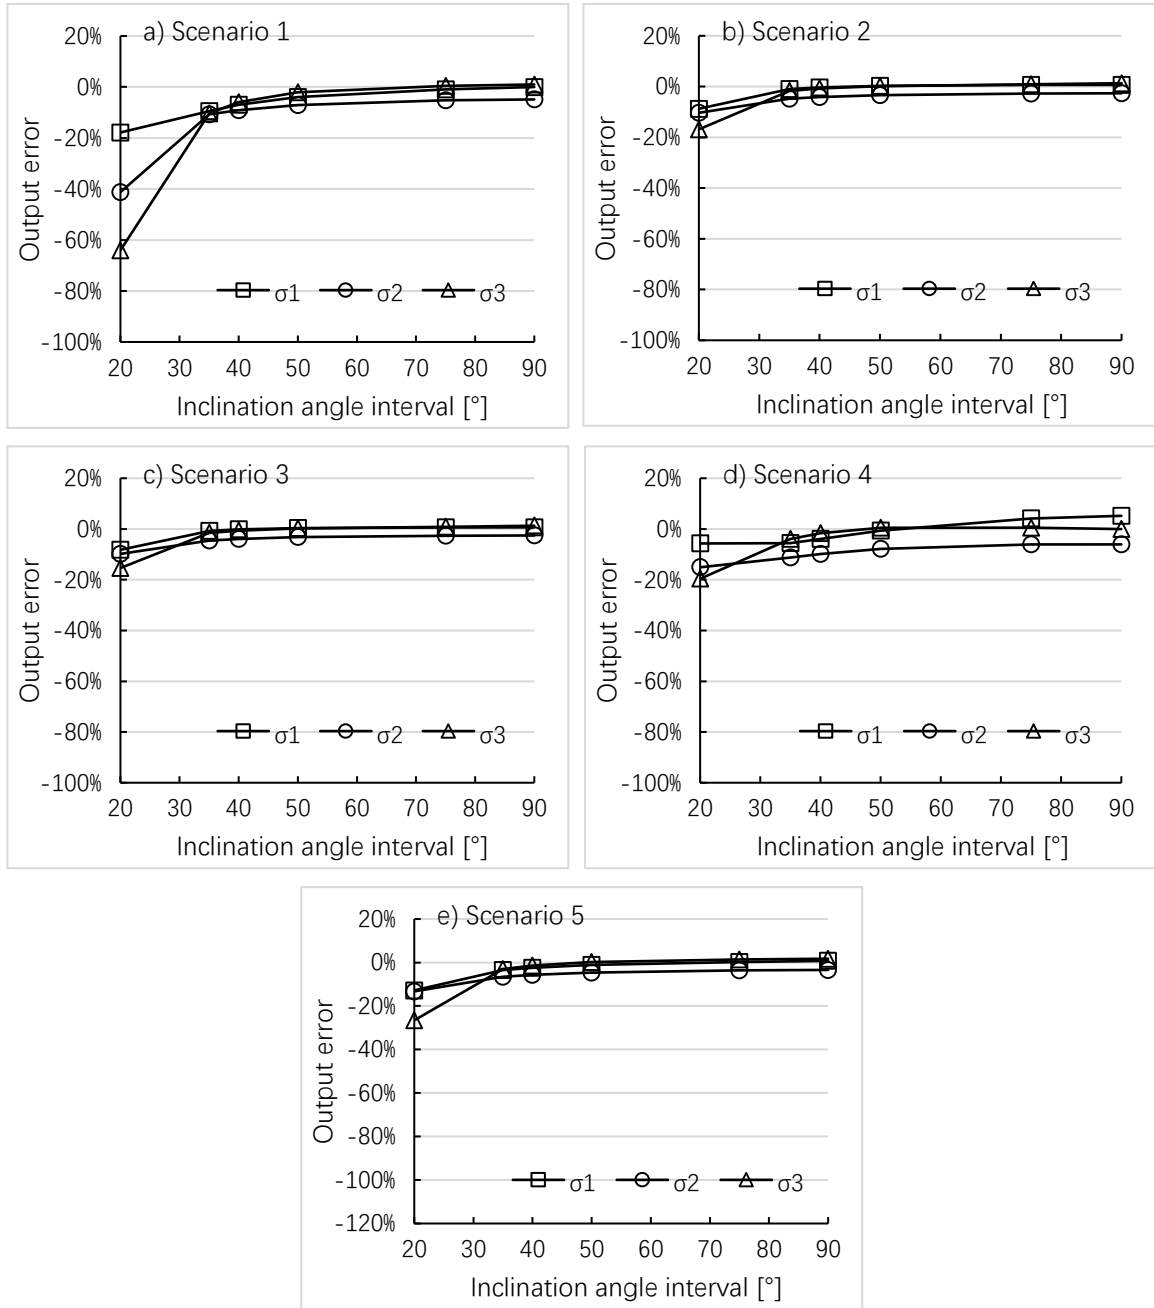 a) Scenario 1
20%
0%
-20%
-40%
-60%
-80%
-100%
Output error
σ1 σ2 σ3
20 30 40 50 60 70 80 90
Inclination angle interval [°]
b) Scenario 2
20%
0%
-20%
-40%
-60%
-80%
-100%
Output error
σ1 σ2 σ3
20 30 40 50 60 70 80 90
Inclination angle interval [°]
c) Scenario 3
20%
0%
-20%
-40%
-60%
-80%
-100%
Output error
σ1 σ2 σ3
20 30 40 50 60 70 80 90
Inclination angle interval [°]
d) Scenario 4
20%
0%
-20%
-40%
-60%
-80%
-100%
Output error
σ1 σ2 σ3
20 30 40 50 60 70 80 90
Inclination angle interval [°]
e) Scenario 5
20%
0%
-20%
-40%
-60%
-80%
-100%
-120%
Output error
σ1 σ2 σ3
20 30 40 50 60 70 80 90
Inclination angle interval [°]